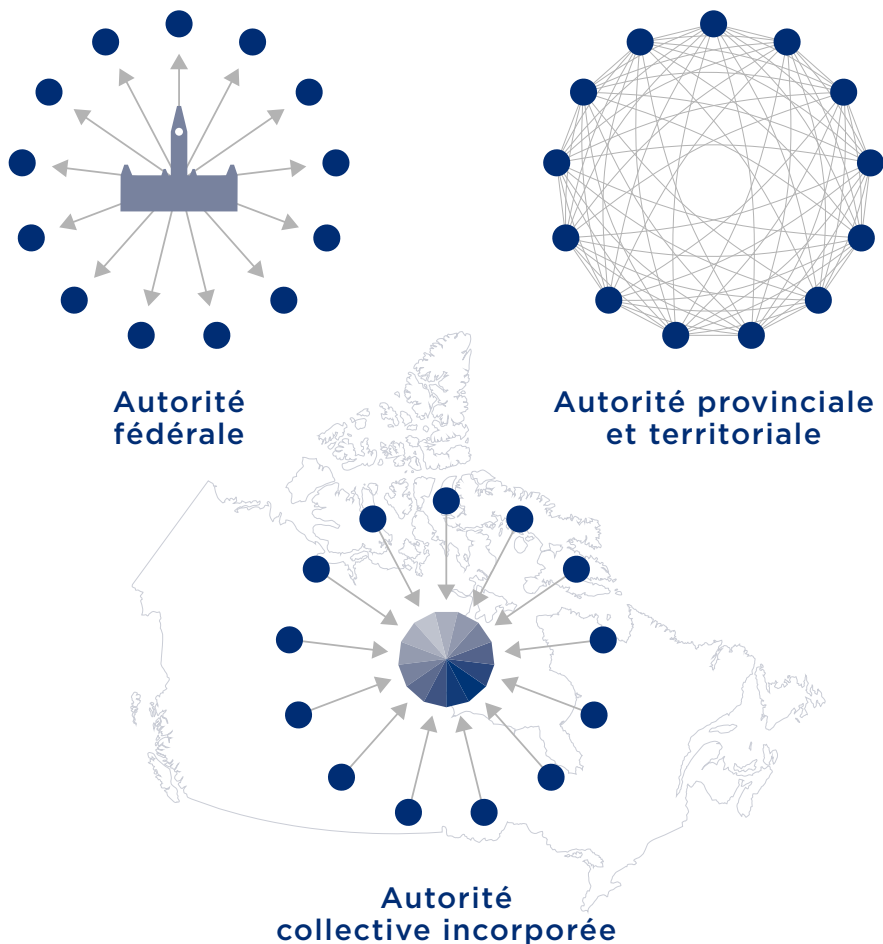 Autorité
fédérale
Autorité provinciale
et territoriale
Autorité
collective incorporée